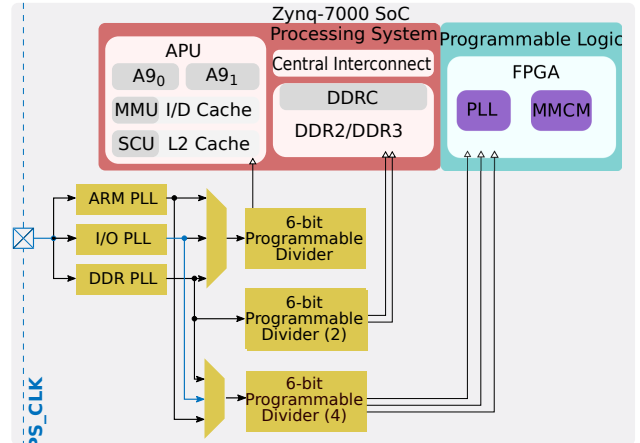 Zynq-7000 SoC
Processing System
Programmable Logic
APU
A9₀
A9₁
MMU
I/D Cache
SCU
L2 Cache
Central Interconnect
DDRC
DDR2/DDR3
FPGA
PLL
MMCM
ARM PLL
I/O PLL
DDR PLL
6-bit
Programmable
Divider
6-bit
Programmable
Divider (2)
6-bit
Programmable
Divider (4)
PS_CLK